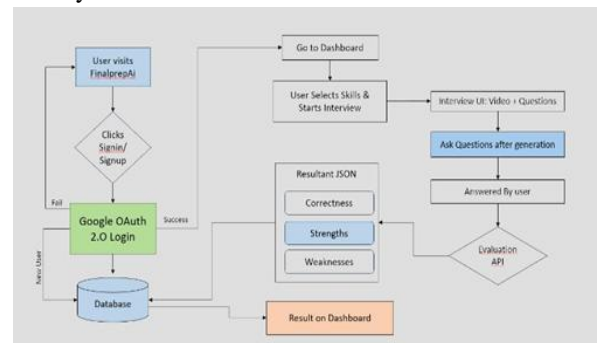 User visits
FinalprepAi
Clicks
Signin/
Signup
Fail
Google OAuth
2.O Login
Success
New User
Database
Go to Dashboard
User Selects Skills &
Starts Interview
Interview UI: Video + Questions
Ask Questions after generation
Answered By user
Evaluation
API
Resultant JSON
Correctness
Strengths
Weaknesses
Result on Dashboard